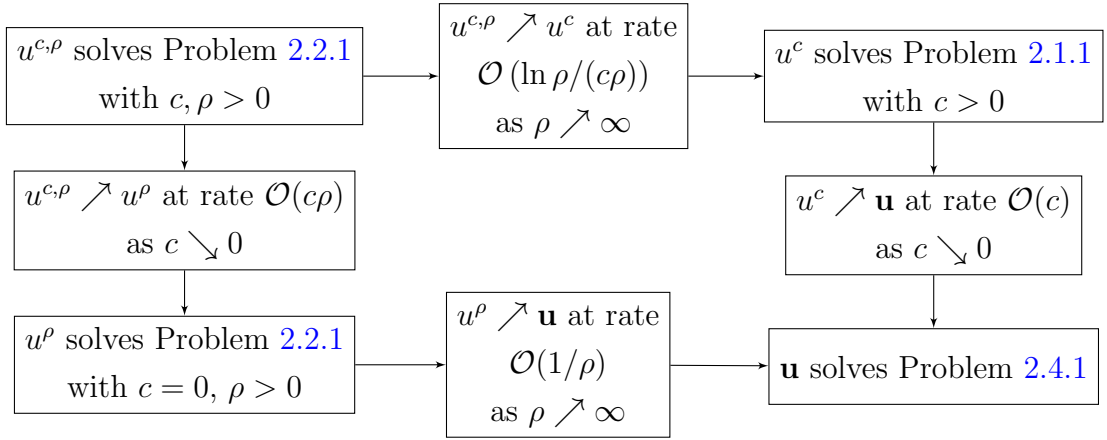 u^{c,ρ} solves Problem 2.2.1
with c, ρ > 0
u^{c,ρ} ↗ u^c at rate
𝒪 (ln ρ/(cρ))
as ρ ↗ ∞
u^c solves Problem 2.1.1
with c > 0
u^{c,ρ} ↗ u^ρ at rate 𝒪(cρ)
as c ↘ 0
u^c ↗ 𝐮 at rate 𝒪(c)
as c ↘ 0
u^ρ solves Problem 2.2.1
with c = 0, ρ > 0
u^ρ ↗ 𝐮 at rate
𝒪(1/ρ)
as ρ ↗ ∞
𝐮 solves Problem 2.4.1